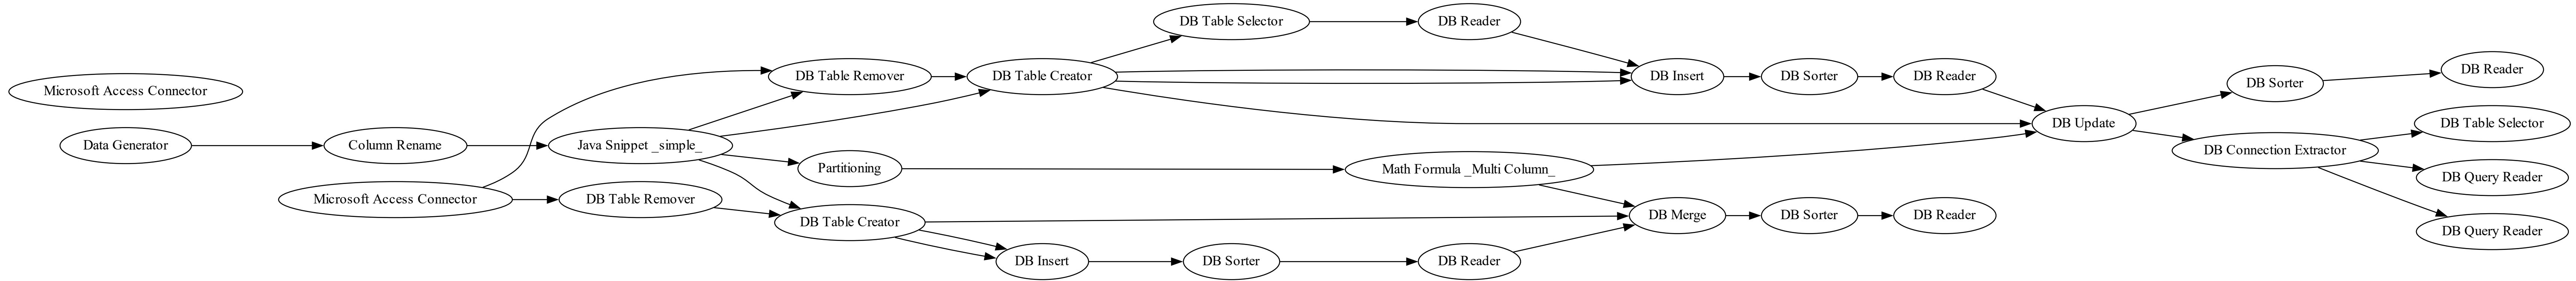 Microsoft Access Connector
Data Generator
Column Rename
Microsoft Access Connector
Java Snippet _simple_
DB Table Remover
DB Table Remover
Partitioning
DB Table Creator
DB Table Creator
DB Insert
DB Table Selector
DB Sorter
DB Reader
Math Formula _Multi Column_
DB Reader
DB Insert
DB Merge
DB Sorter
DB Sorter
DB Reader
DB Reader
DB Update
DB Sorter
DB Connection Extractor
DB Reader
DB Table Selector
DB Query Reader
DB Query Reader